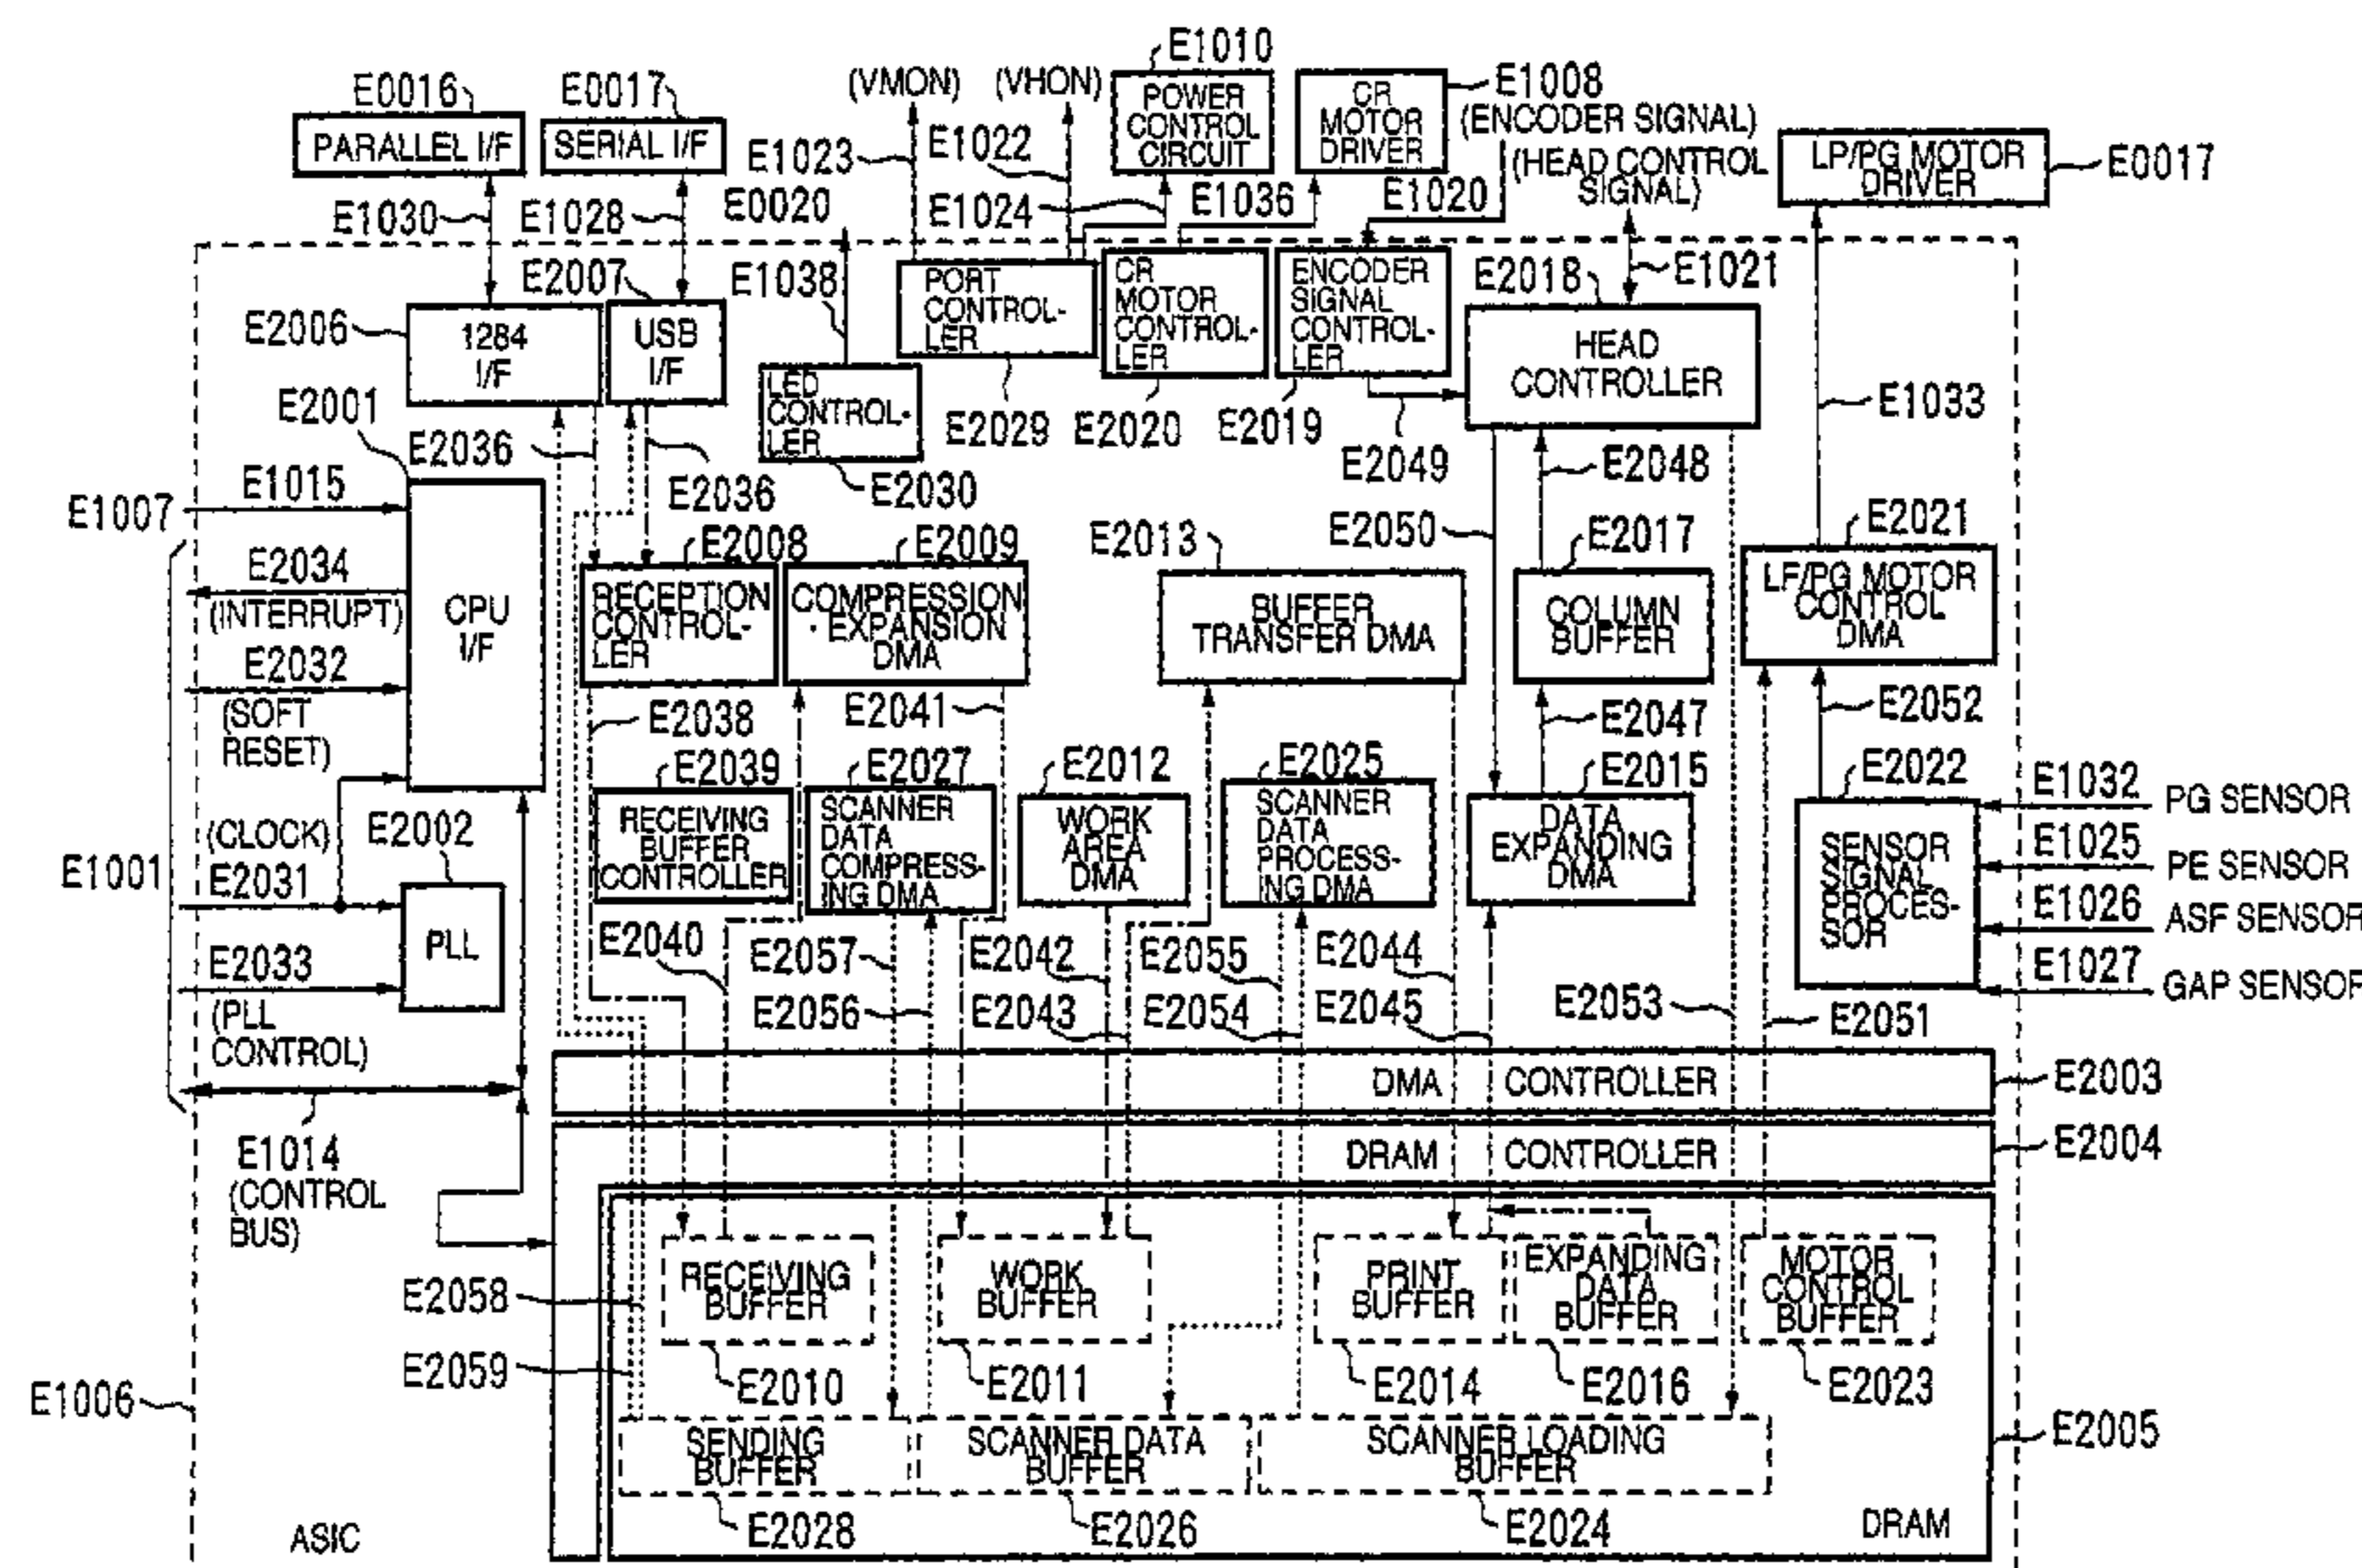 E1010
E0016
E0017
(VMON)
(VHON)
POWER
CONTROL
CIRCUIT
CR
MOTOR
DRIVER
E1008
(ENCODER SIGNAL)
PARALLEL I/F
SERIAL I/F
E1023
E1022
(HEAD CONTROL
SIGNAL)
LP/PG MOTOR
DRIVER
E0017
E1030
E1028
E0020
E1024
E1036
E1020
E2007
E1038
PORT
CONTROL-
LER
CR
MOTOR
CONTROL-
LER
ENCODER
SIGNAL
CONTROL-
LER
E2018
E1021
E2006
1284
I/F
USB
I/F
HEAD
CONTROLLER
E2001
LED
CONTROL-
LER
E2029
E2020
E2019
E1033
E2036
E2049
E2048
E1007
E1015
E2036
E2030
E2050
E2034
(INTERRUPT)
CPU
I/F
E2008
E2009
E2013
E2017
E2021
RECEPTION
CONTROL-
LER
COMPRESSION
· EXPANSION
DMA
BUFFER
TRANSFER DMA
COLUMN
BUFFER
LF/PG MOTOR
CONTROL
DMA
E2032
(SOFT
RESET)
E2038
E2041
E2047
E2052
E2039
E2027
E2012
E2025
E2015
E2022
E1032
PG SENSOR
(CLOCK)
E2002
RECEIVING
BUFFER
CONTROLLER
SCANNER
DATA
COMPRESS-
ING DMA
WORK
AREA
DMA
SCANNER
DATA
PROCESS-
ING DMA
DATA
EXPANDING
DMA
SENSOR
SIGNAL
PROCES-
SOR
E1025
PE SENSOR
E1001
E2031
E1026
ASF SENSOR
PLL
E2040
E2057
E2042
E2055
E2044
E2033
(PLL
CONTROL)
E2056
E2043
E2054
E2045
E2053
E2051
E1027
GAP SENSOR
DMA CONTROLLER
E2003
E1014
(CONTROL
BUS)
DRAM CONTROLLER
E2004
E2058
RECEIVING
BUFFER
WORK
BUFFER
PRINT
BUFFER
EXPANDING
DATA
BUFFER
MOTOR
CONTROL
BUFFER
E2059
E2010
E2011
E2014
E2016
E2023
E1006
SENDING
BUFFER
SCANNER DATA
BUFFER
SCANNER LOADING
BUFFER
E2005
ASIC
E2028
E2026
E2024
DRAM